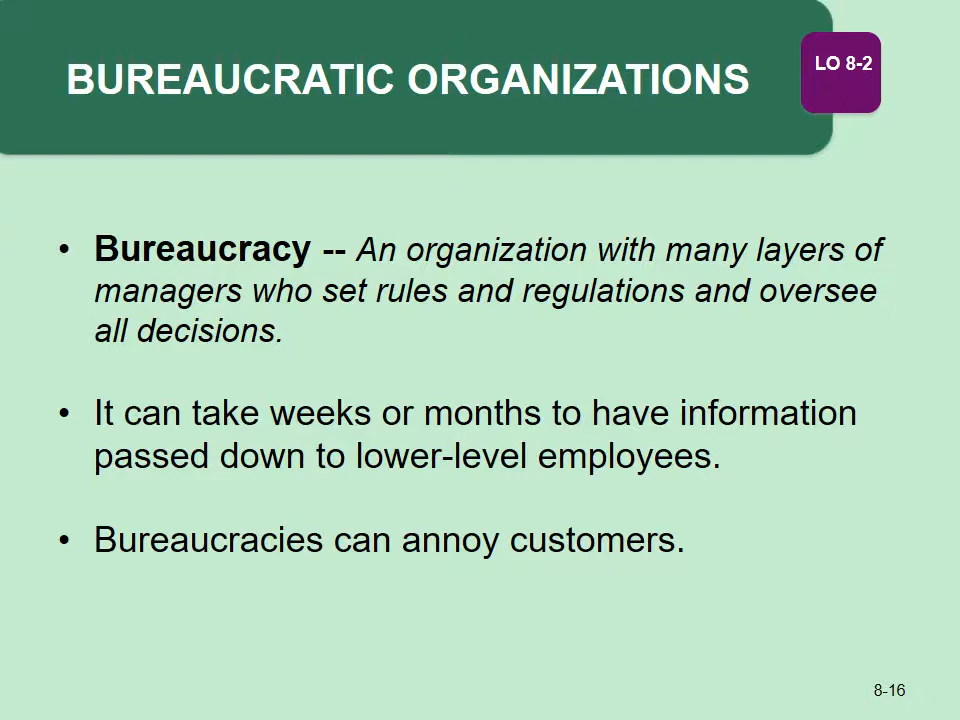 BUREAUCRATIC ORGANIZATIONS
LO 8-2
• Bureaucracy -- An organization with many layers of
managers who set rules and regulations and oversee
all decisions.
• It can take weeks or months to have information
passed down to lower-level employees.
• Bureaucracies can annoy customers.
8-16